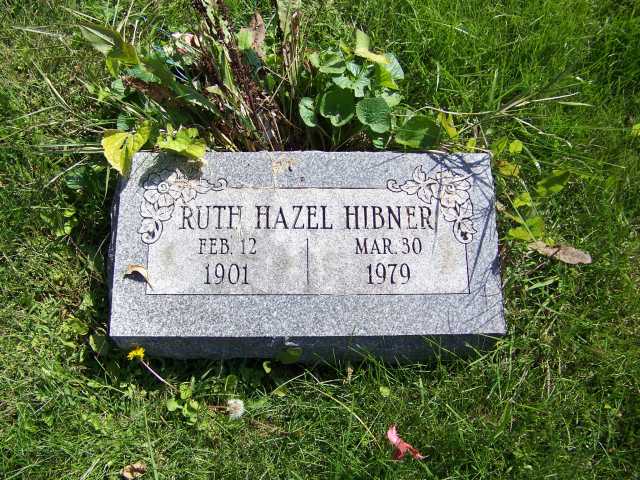 RUTH HAZEL HIBNER
FEB. 12 MAR. 30
1901 1979